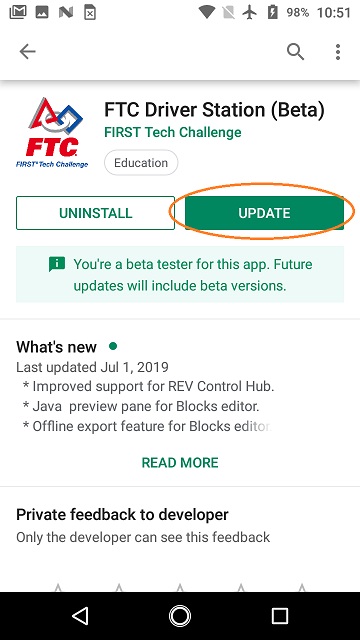 98% 10:51
FTC Driver Station (Beta)
FIRST Tech Challenge
FTC
FIRST Tech Challenge
Education
UNINSTALL
UPDATE
You're a beta tester for this app. Future
updates will include beta versions.
What's new
Last updated Jul 1, 2019
* Improved support for REV Control Hub.
* Java preview pane for Blocks editor.
* Offline export feature for Blocks editor
READ MORE
Private feedback to developer
Only the developer can see this feedback